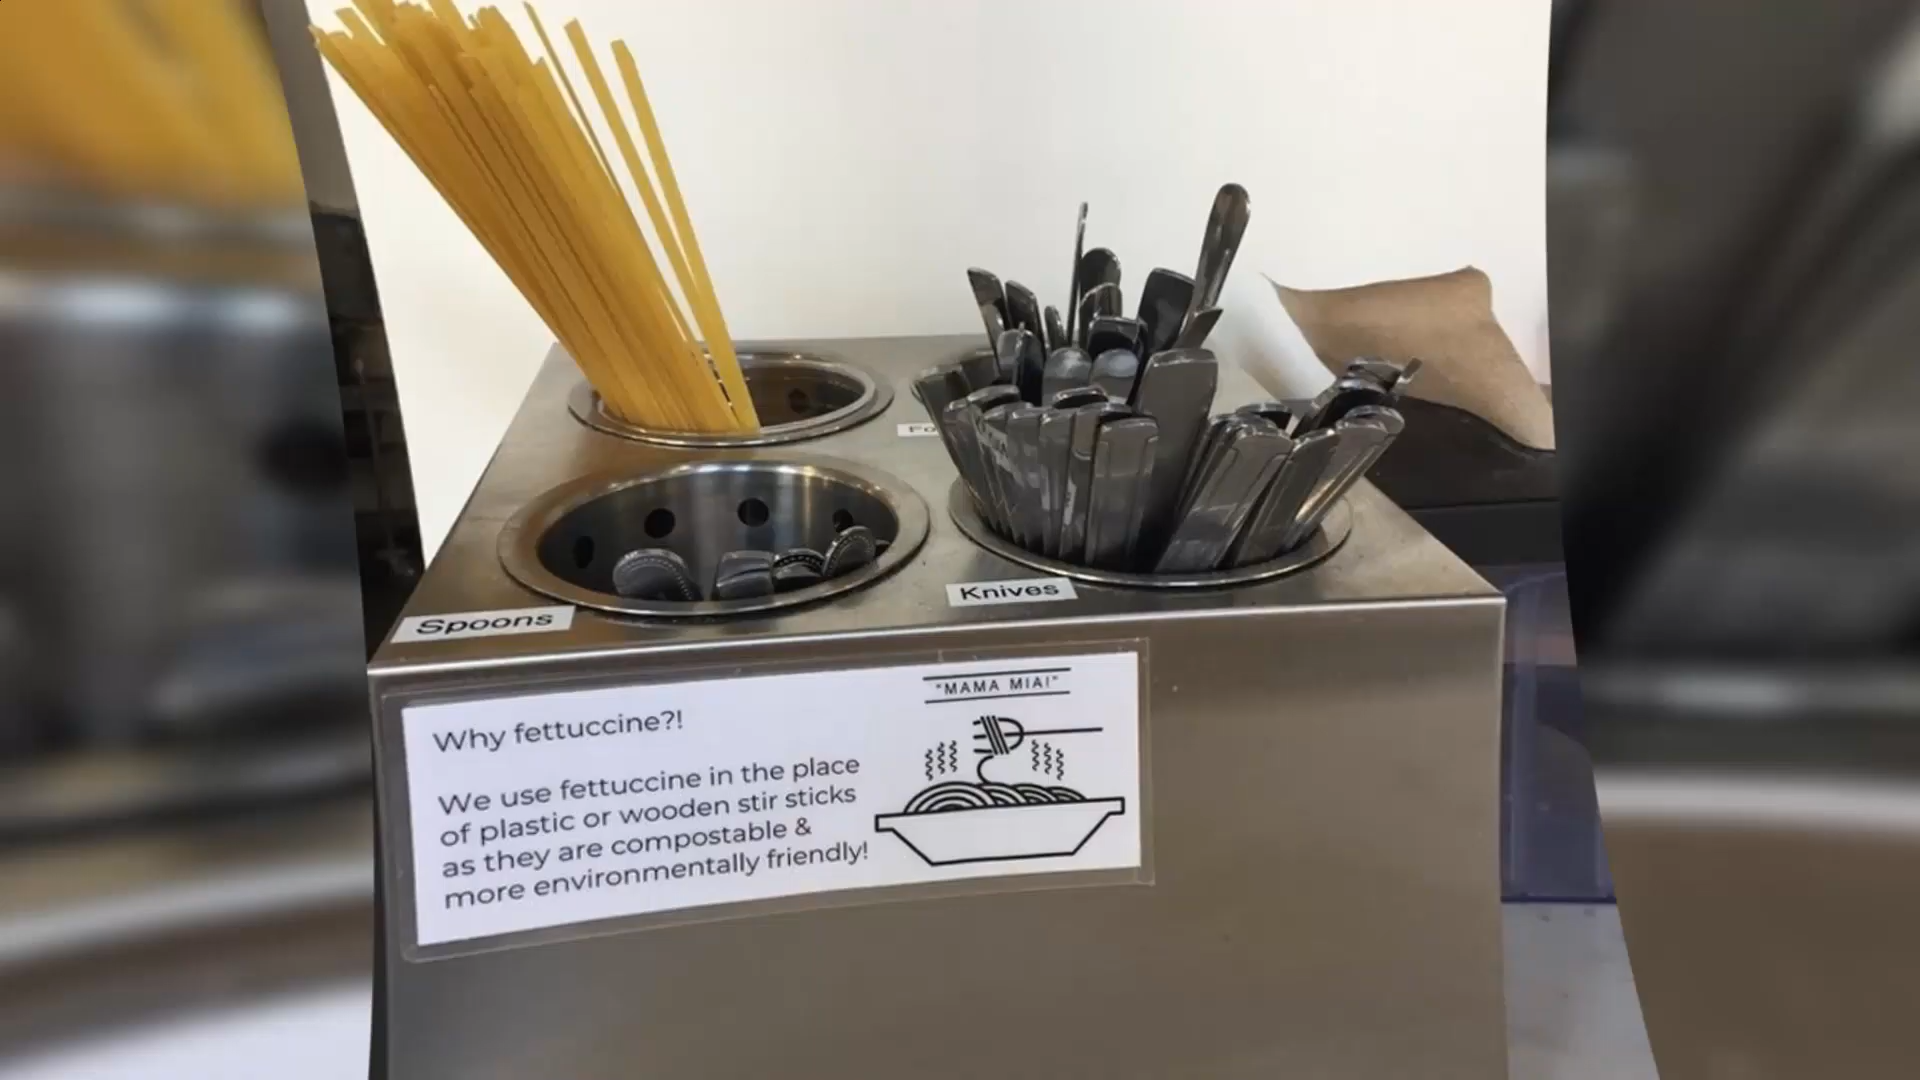 Fo
Spoons
Knives
"MAMA MIA!"
Why fettuccine?!
We use fettuccine in the place
of plastic or wooden stir sticks
as they are compostable &
more environmentally friendly!